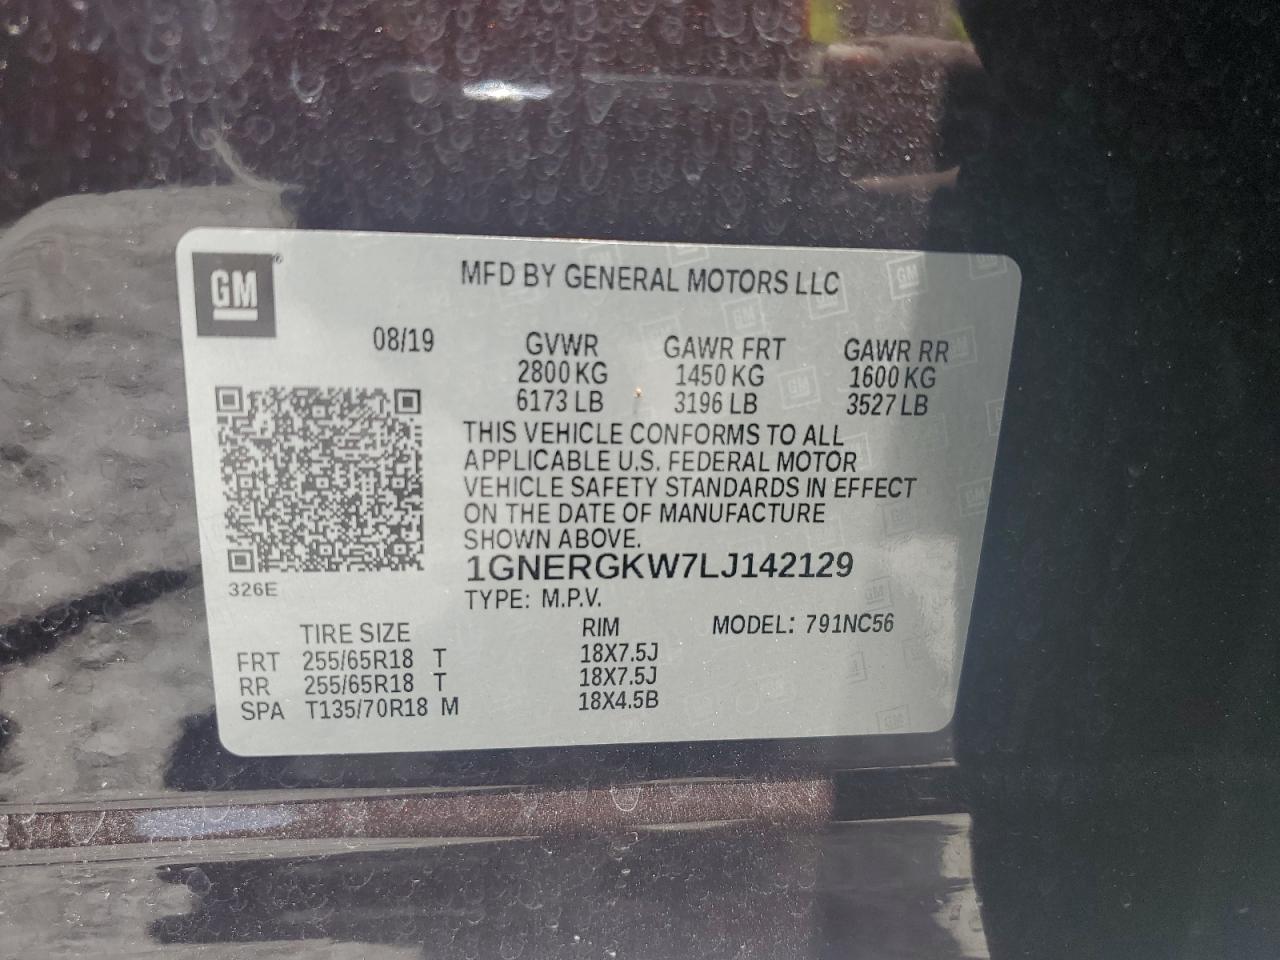 GM
MFD BY GENERAL MOTORS LLC
08/19 GVWR GAWR FRT GAWR RR
2800 KG 1450 KG 1600 KG
6173 LB 3196 LB 3527 LB
THIS VEHICLE CONFORMS TO ALL
APPLICABLE U.S. FEDERAL MOTOR
VEHICLE SAFETY STANDARDS IN EFFECT
ON THE DATE OF MANUFACTURE
SHOWN ABOVE.
1GNERGKW7LJ142129
326E
TYPE: M.P.V.
TIRE SIZE RIM MODEL: 791NC56
FRT 255/65R18 T 18X7.5J
RR 255/65R18 T 18X7.5J
SPA T135/70R18 M 18X4.5B